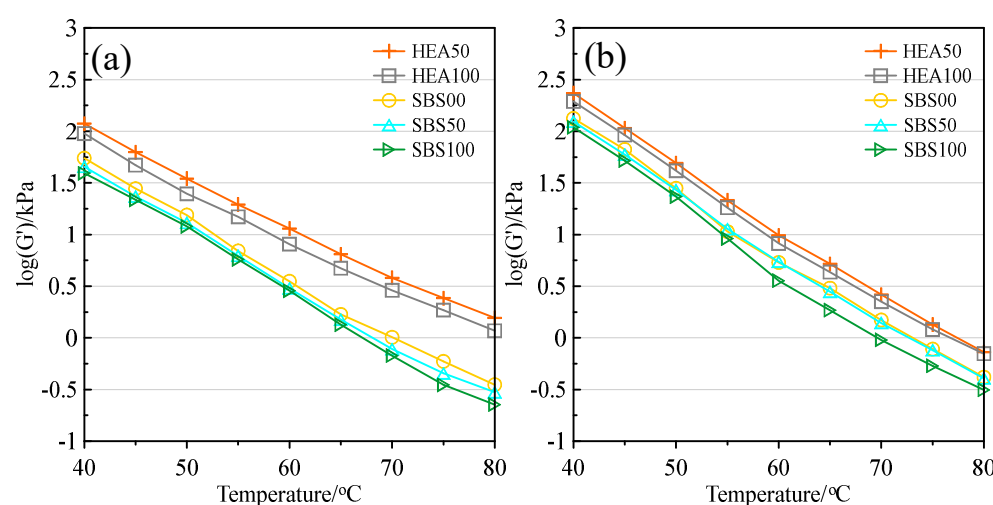 (a)
HEA50
HEA100
SBS00
SBS50
SBS100
log(G')/kPa
3
2.5
2
1.5
1
0.5
0
-0.5
-1
40 50 60 70 80
Temperature/°C
(b)
HEA50
HEA100
SBS00
SBS50
SBS100
log(G')/kPa
3
2.5
2
1.5
1
0.5
0
-0.5
-1
40 50 60 70 80
Temperature/°C